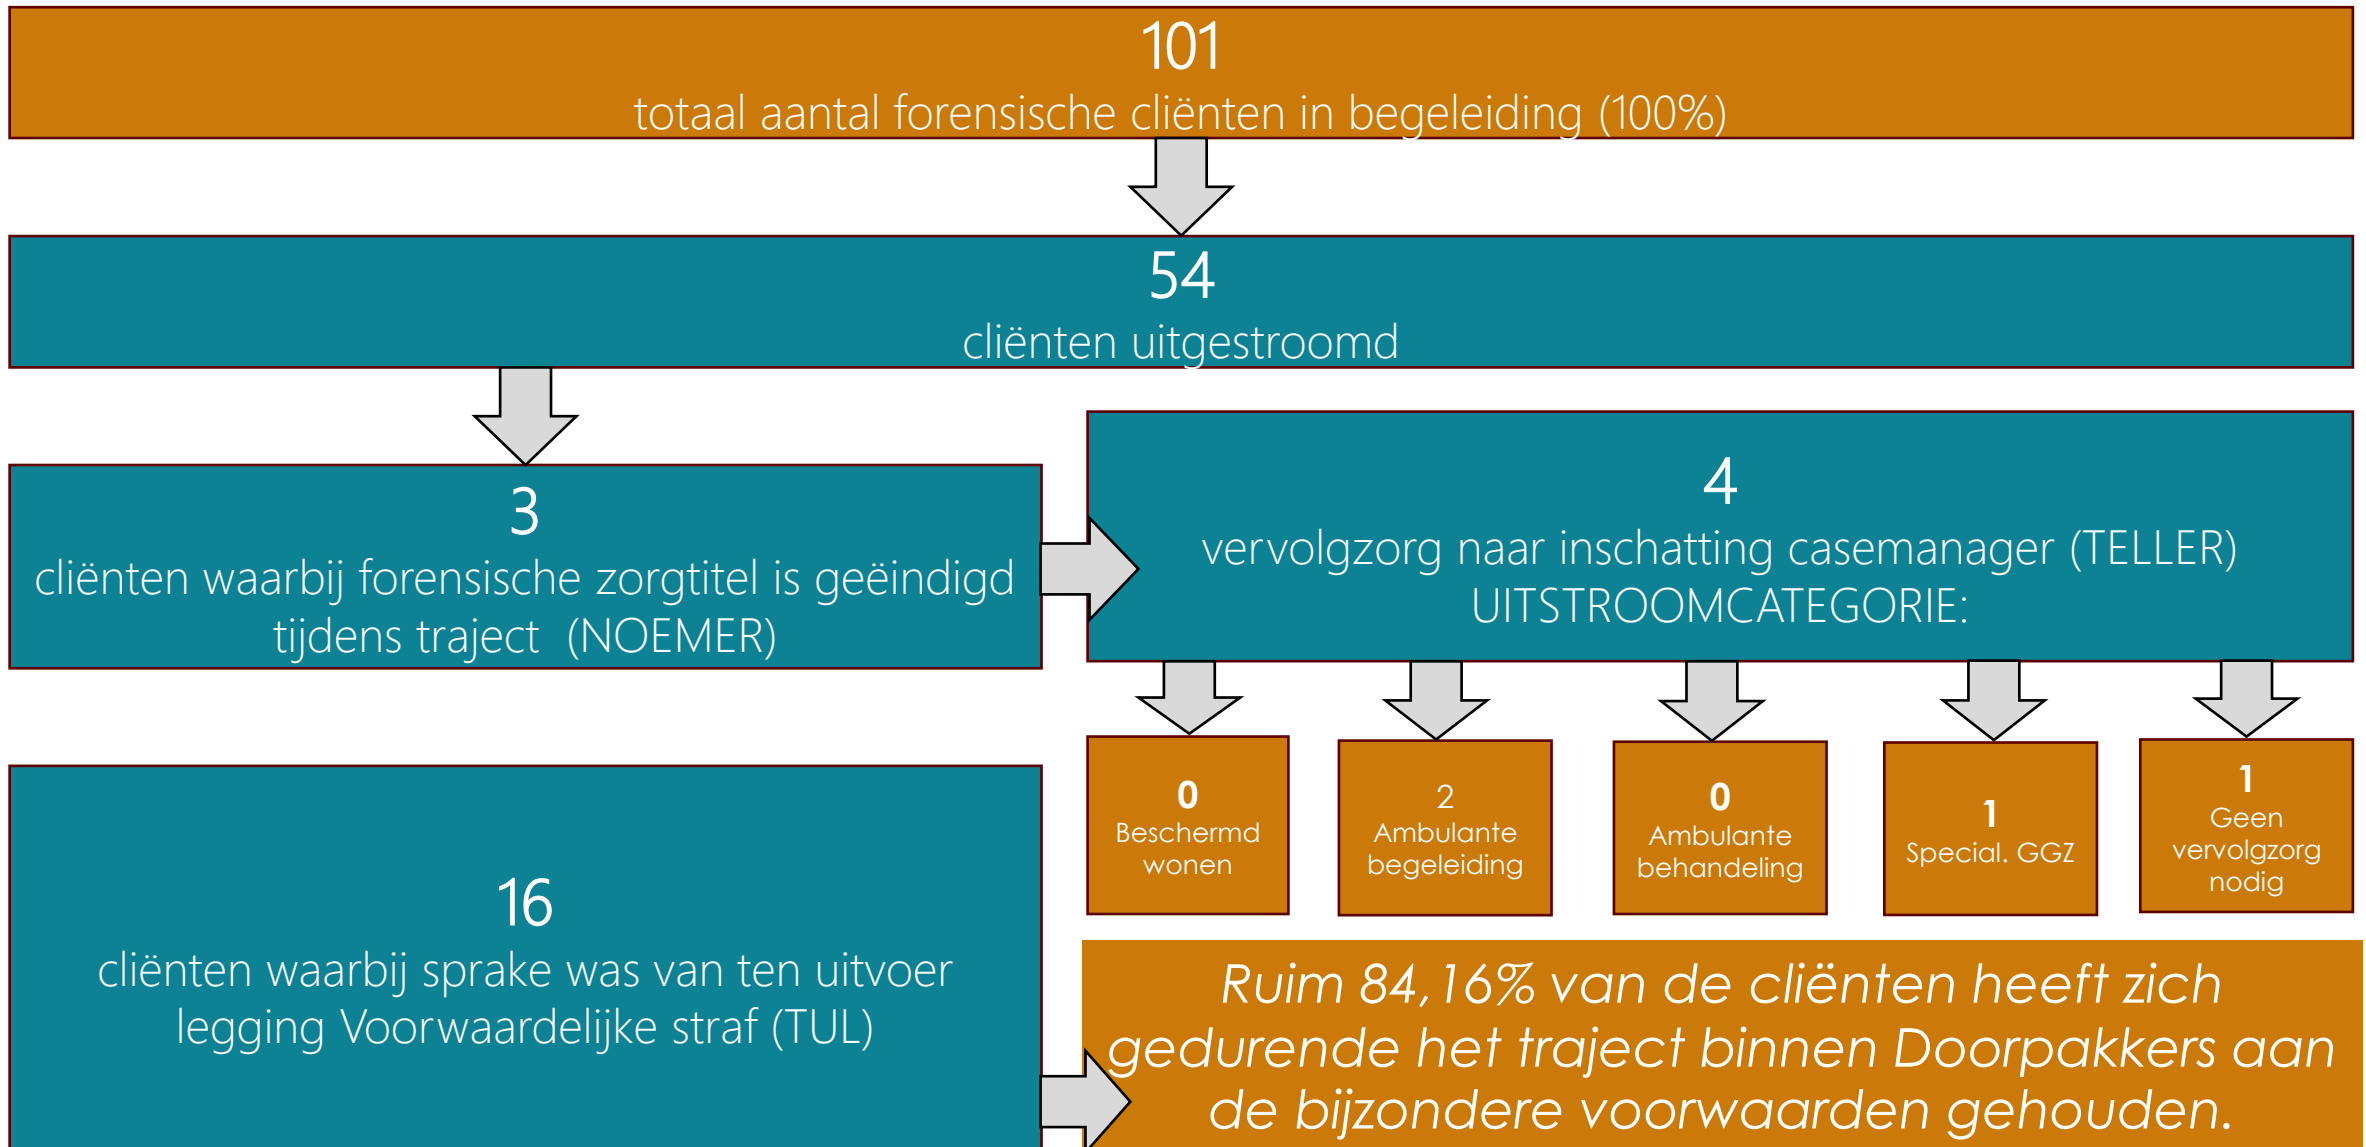 101
totaal aantal forensische cliënten in begeleiding (100%)
54
cliënten uitgestroomd
3
cliënten waarbij forensische zorgtitel is geëindigd
tijdens traject (NOEMER)
4
vervolgzorg naar inschatting casemanager (TELLER)
UITSTROOMCATEGORIE:
0
Beschermd
wonen
2
Ambulante
begeleiding
0
Ambulante
behandeling
1
Special. GGZ
1
Geen
vervolgzorg
nodig
16
cliënten waarbij sprake was van ten uitvoer
legging Voorwaardelijke straf (TUL)
Ruim 84,16% van de cliënten heeft zich
gedurende het traject binnen Doorpakkers aan
de bijzondere voorwaarden gehouden.